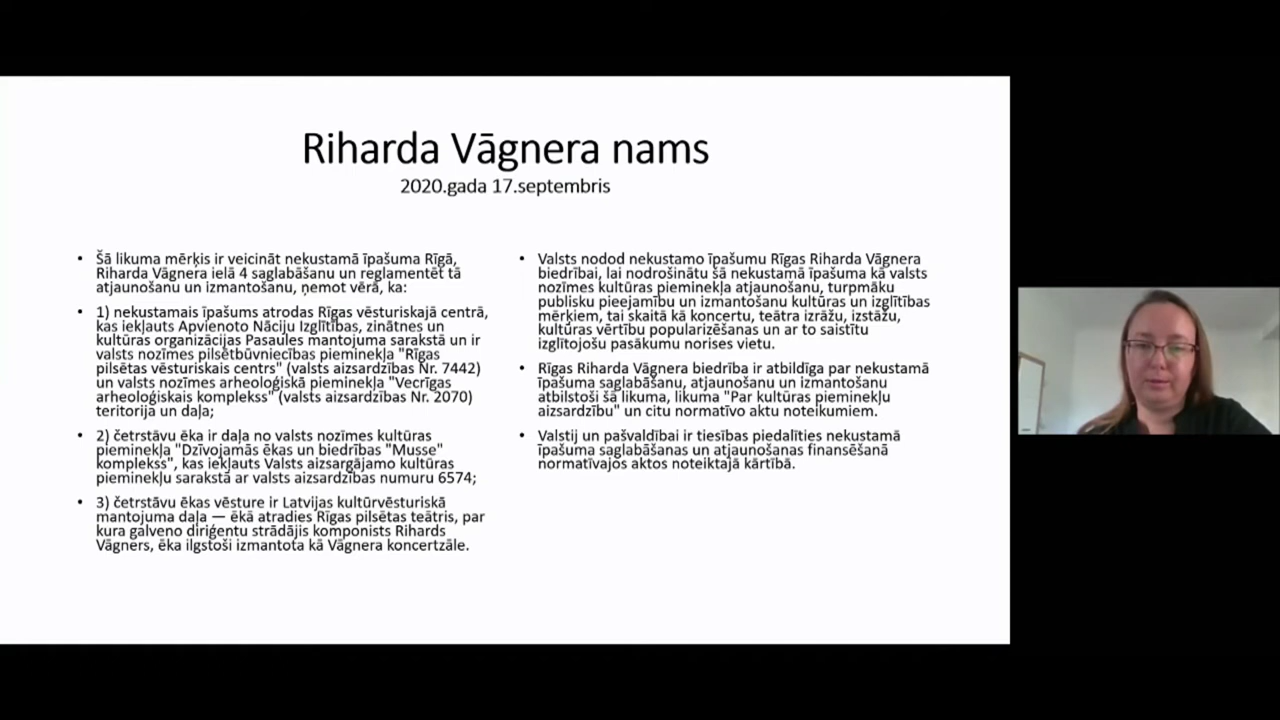 Riharda Vāgnera nams
2020.gada 17.septembris
• Šā likuma mērķis ir veicināt nekustamā īpašuma Rīgā,
Riharda Vāgnera ielā 4 saglabāšanu un reglamentēt tā
atjaunošanu un izmantošanu, ņemot vērā, ka:
• 1) nekustamais īpašums atrodas Rīgas vēsturiskajā centrā,
kas iekļauts Apvienoto Nāciju Izglītības, zinātnes un
kultūras organizācijas Pasaules mantojuma sarakstā un ir
valsts nozīmes pilsētbūvniecības pieminekļa "Rīgas
pilsētas vēsturiskais centrs" (valsts aizsardzības Nr. 7442)
un valsts nozīmes arheoloģiskā pieminekļa "Vecrīgas
arheoloģiskais komplekss" (valsts aizsardzības Nr. 2070)
teritorija un daļa;
• 2) četrstāvu ēka ir daļa no valsts nozīmes kultūras
pieminekļa "Dzīvojamās ēkas un biedrības "Musse"
komplekss", kas iekļauts Valsts aizsargājamo kultūras
pieminekļu sarakstā ar valsts aizsardzības numuru 6574;
• 3) četrstāvu ēkas vēsture ir Latvijas kultūrvēsturiskā
mantojuma daļa — ēkā atradies Rīgas pilsētas teātris, par
kura galveno diriģentu strādājis komponists Rihards
Vāgners, ēka ilgstoši izmantota kā Vāgnera koncertzāle.
• Valsts nodod nekustamo īpašumu Rīgas Riharda Vāgnera
biedrībai, lai nodrošinātu šā nekustamā īpašuma kā valsts
nozīmes kultūras pieminekļa atjaunošanu, turpmāku
publisku pieejamību un izmantošanu kultūras un izglītības
mērķiem, tai skaitā kā koncertu, teātra izrāžu, izstāžu,
kultūras vērtību popularizēšanas un ar to saistītu
izglītojošu pasākumu norises vietu.
• Rīgas Riharda Vāgnera biedrība ir atbildīga par nekustamā
īpašuma saglabāšanu, atjaunošanu un izmantošanu
atbilstoši šā likuma, likuma "Par kultūras pieminekļu
aizsardzību" un citu normatīvo aktu noteikumiem.
• Valstij un pašvaldībai ir tiesības piedalīties nekustamā
īpašuma saglabāšanas un atjaunošanas finansēšanā
normatīvajos aktos noteiktajā kārtībā.